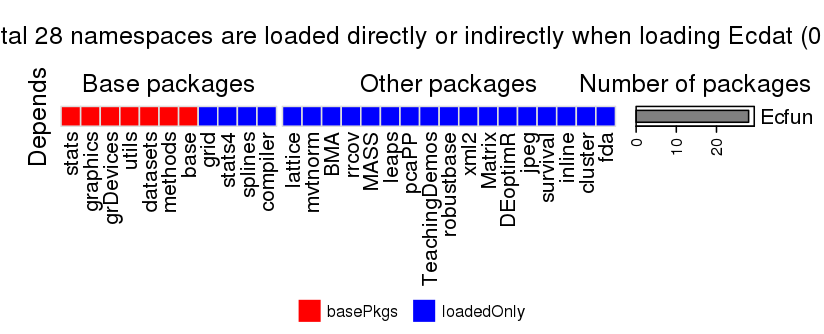 tal 28 namespaces are loaded directly or indirectly when loading Ecdat (0
Base packages
Other packages
Number of packages
Depends
Ecfun
stats
graphics
grDevices
utils
datasets
methods
base
grid
stats4
splines
compiler
lattice
mvtnorm
BMA
rrcov
MASS
leaps
pcaPP
TeachingDemos
robustbase
xml2
Matrix
DEoptimR
jpeg
survival
inline
cluster
fda
0
10
20
basePkgs
loadedOnly